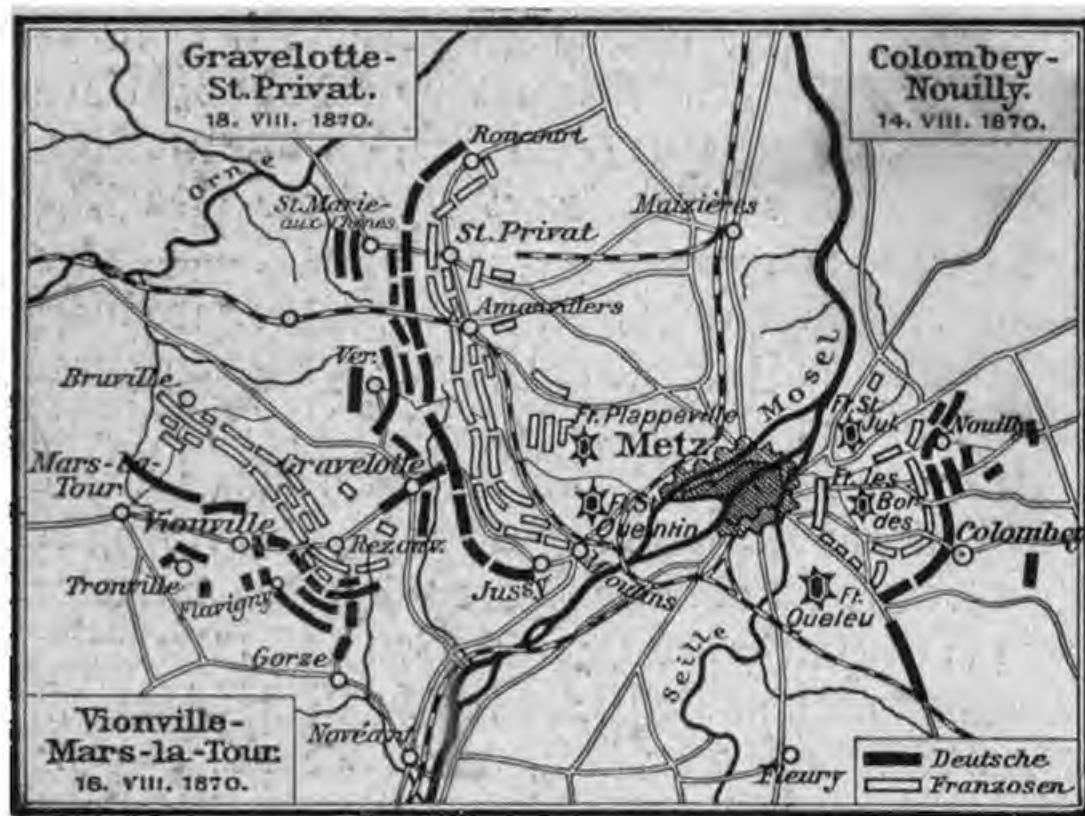 Gravelotte-
St. Privat.
18. VIII. 1870.
Colombey-
Nouilly.
14. VIII. 1870.
Orne
Roncourt
St. Marie-
aux Chênes
St. Privat
Maizières
Amanvillers
Ver.
Bruville
Mosel
Ft. Plappeville
Metz
Ft. St.
Jul.
Nouilly
Mars-la-
Tour
Gravelotte
Ft. les
Bor-
des
Ft. St.
Quentin
Vionville
Rezonv.
Colombey
Tronville
Flavigny
Jussy
Moulins
Ft.
Queleu
Gorze
Seille
Novéant
Fleury
Vionville-
Mars-la-Tour.
16. VIII. 1870.
Deutsche
Franzosen